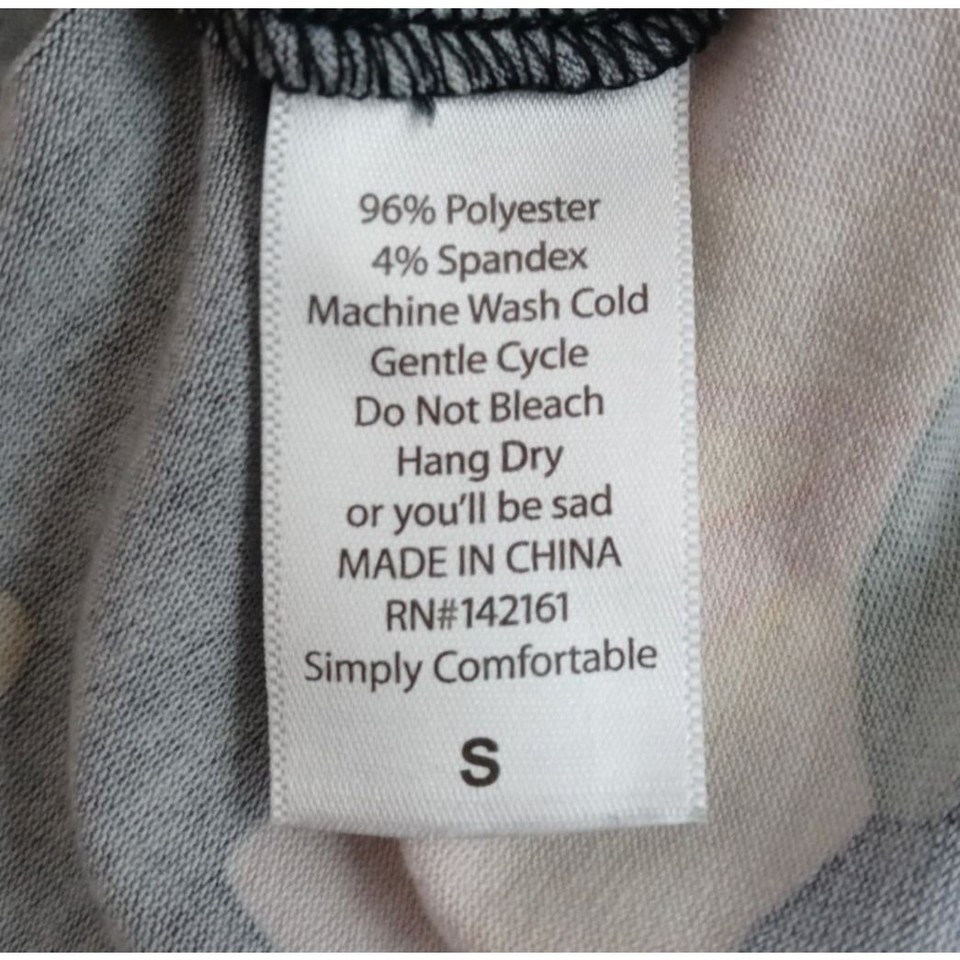 96% Polyester
4% Spandex
Machine Wash Cold
Gentle Cycle
Do Not Bleach
Hang Dry
or you'll be sad
MADE IN CHINA
RN#142161
Simply Comfortable
S